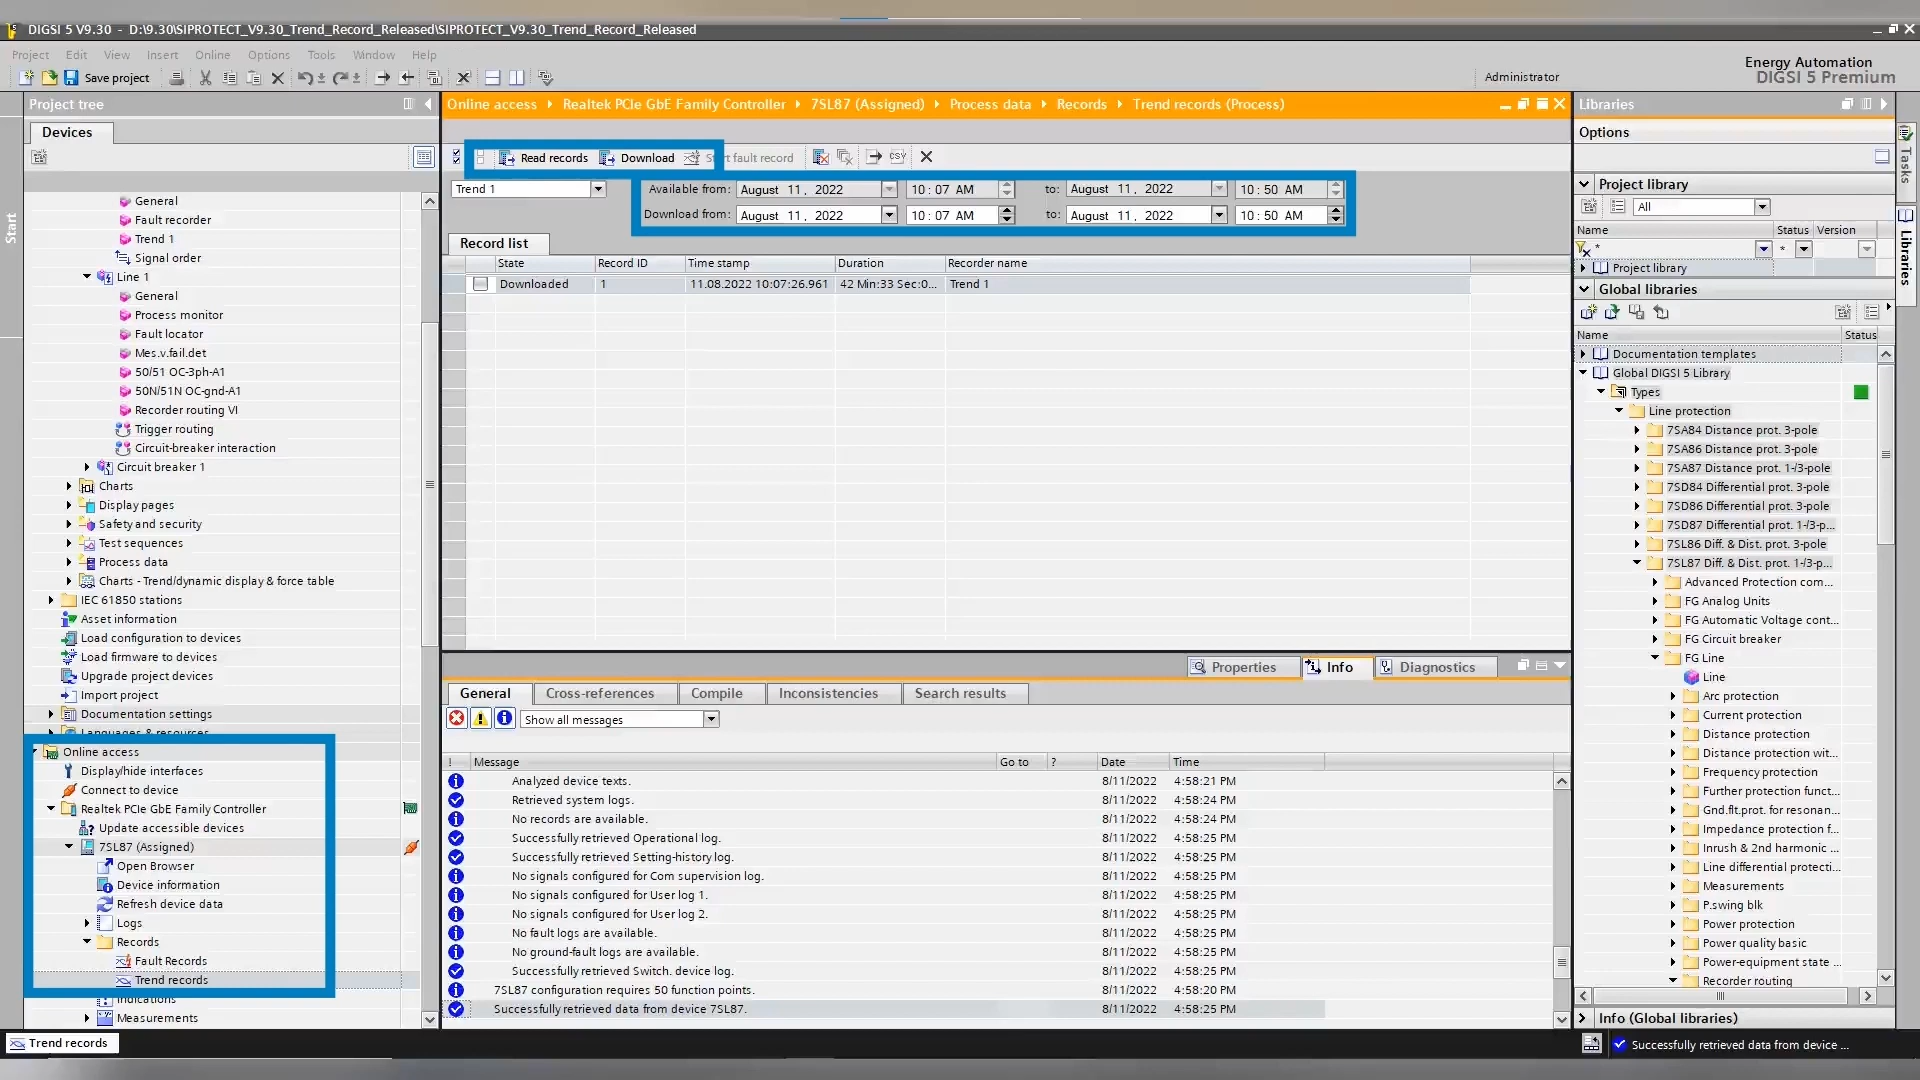 DIGSI 5 V9.30 - D:\9.30\SIPROTECT_V9.30_Trend_Record_Released\SIPROTECT_V9.30_Trend_Record_Released
Project Edit View Insert Online Options Tools Window Help
Save project
Administrator
Energy Automation
DIGSI 5 Premium
Start
Project tree
Devices
General
Fault recorder
Trend 1
Signal order
Line 1
General
Process monitor
Fault locator
Mes.v.fail.det
50/51 OC-3ph-A1
50N/51N OC-gnd-A1
Recorder routing VI
Trigger routing
Circuit-breaker interaction
Circuit breaker 1
Charts
Display pages
Safety and security
Test sequences
Process data
Charts - Trend/dynamic display & force table
IEC 61850 stations
Asset information
Load configuration to devices
Load firmware to devices
Upgrade project devices
Import project
Documentation settings
Languages & resources
Online access
Display/hide interfaces
Connect to device
Realtek PCIe GbE Family Controller
Update accessible devices
7SL87 (Assigned)
Open Browser
Device information
Refresh device data
Logs
Records
Fault Records
Trend records
Indications
Measurements
Online access Realtek PCIe GbE Family Controller 7SL87 (Assigned) Process data Records Trend records (Process)
Read records Download fault record CSV
Trend 1
Available from: August 11, 2022 10:07 AM to: August 11, 2022 10:50 AM
Download from: August 11, 2022 10:07 AM to: August 11, 2022 10:50 AM
Record list
State Record ID Time stamp Duration Recorder name
Downloaded 1 11.08.2022 10:07:26.961 42 Min:33 Sec:0... Trend 1
Properties Info Diagnostics
General Cross-references Compile Inconsistencies Search results
Show all messages
! Message Go to ? Date Time
Analyzed device texts. 8/11/2022 4:58:21 PM
Retrieved system logs. 8/11/2022 4:58:24 PM
No records are available. 8/11/2022 4:58:24 PM
Successfully retrieved Operational log. 8/11/2022 4:58:25 PM
Successfully retrieved Setting-history log. 8/11/2022 4:58:25 PM
No signals configured for Com supervision log. 8/11/2022 4:58:25 PM
No signals configured for User log 1. 8/11/2022 4:58:25 PM
No signals configured for User log 2. 8/11/2022 4:58:25 PM
No fault logs are available. 8/11/2022 4:58:25 PM
No ground-fault logs are available. 8/11/2022 4:58:25 PM
Successfully retrieved Switch. device log. 8/11/2022 4:58:25 PM
7SL87 configuration requires 50 function points. 8/11/2022 4:58:20 PM
Successfully retrieved data from device 7SL87. 8/11/2022 4:58:25 PM
Libraries
Options
Project library
All
Name Status Version
* *
Project library
Global libraries
Name Status
Documentation templates
Global DIGSI 5 Library
Types
Line protection
7SA84 Distance prot. 3-pole
7SA86 Distance prot. 3-pole
7SA87 Distance prot. 1-/3-pole
7SD84 Differential prot. 3-pole
7SD86 Differential prot. 3-pole
7SD87 Differential prot. 1-/3-p...
7SL86 Diff. & Dist. prot. 3-pole
7SL87 Diff. & Dist. prot. 1-/3-p...
Advanced Protection com...
FG Analog Units
FG Automatic Voltage cont...
FG Circuit breaker
FG Line
Line
Arc protection
Current protection
Distance protection
Distance protection wit...
Frequency protection
Further protection funct...
Gnd.flt.prot. for resonan...
Impedance protection f...
Inrush & 2nd harmonic ...
Line differential protecti...
Measurements
P.swing blk
Power protection
Power quality basic
Power-equipment state ...
Recorder routing
Info (Global libraries)
Tasks
Libraries
Trend records
Successfully retrieved data from device ...